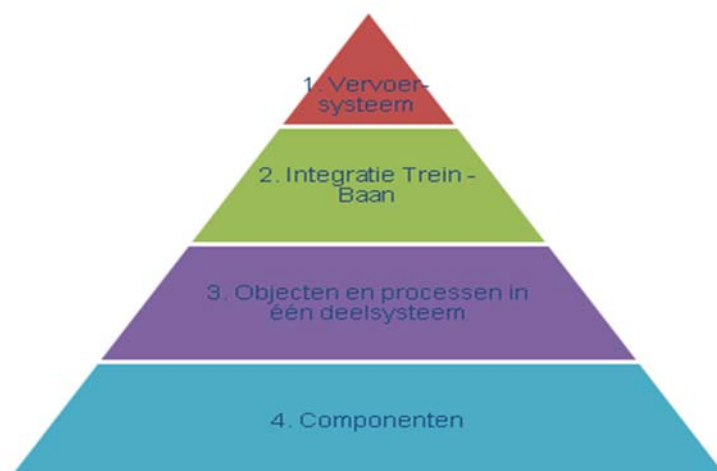 1. Vervoer-
systeem
2. Integratie Trein -
Baan
3. Objecten en processen in
één deelsysteem
4. Componenten